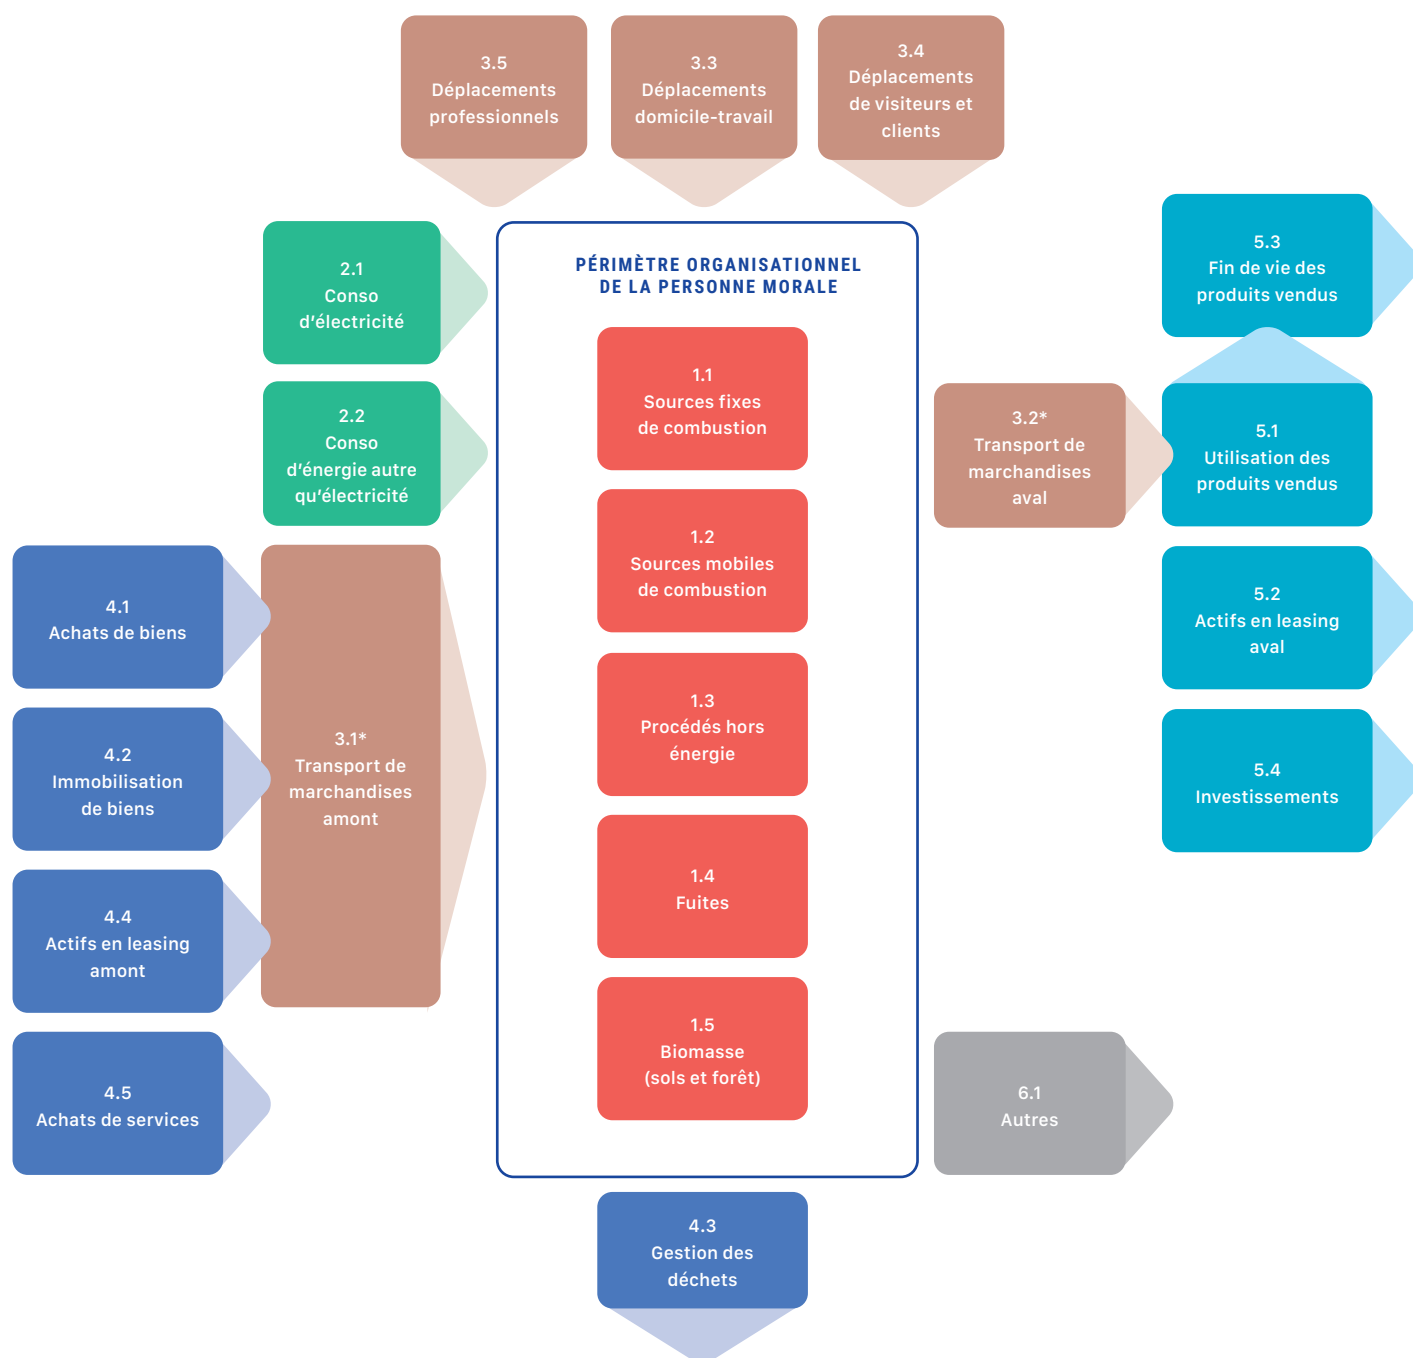 3.5
Déplacements
professionnels
3.3
Déplacements
domicile-travail
3.4
Déplacements
de visiteurs et
clients
2.1
Conso
d'électricité
2.2
Conso
d'énergie autre
qu'électricité
4.1
Achats de biens
4.2
Immobilisation
de biens
4.4
Actifs en leasing
amont
4.5
Achats de services
3.1*
Transport de
marchandises
amont
PÉRIMÈTRE ORGANISATIONNEL
DE LA PERSONNE MORALE
1.1
Sources fixes
de combustion
1.2
Sources mobiles
de combustion
1.3
Procédés hors
énergie
1.4
Fuites
1.5
Biomasse
(sols et forêt)
4.3
Gestion des
déchets
3.2*
Transport de
marchandises
aval
5.3
Fin de vie des
produits vendus
5.1
Utilisation des
produits vendus
5.2
Actifs en leasing
aval
5.4
Investissements
6.1
Autres